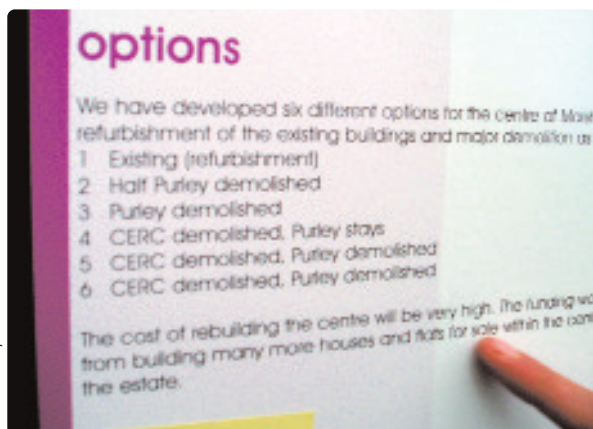 options
We have developed six different options for the centre of
refurbishment of the existing buildings and major demolition
1 Existing (refurbishment)
2 Half Purley demolished
3 Purley demolished
4 CERC demolished, Purley stays
5 CERC demolished, Purley demolished
6 CERC demolished, Purley demolished
The cost of rebuilding the centre will be very high. The funding
from building many more houses and flats for sale within the
the estate.